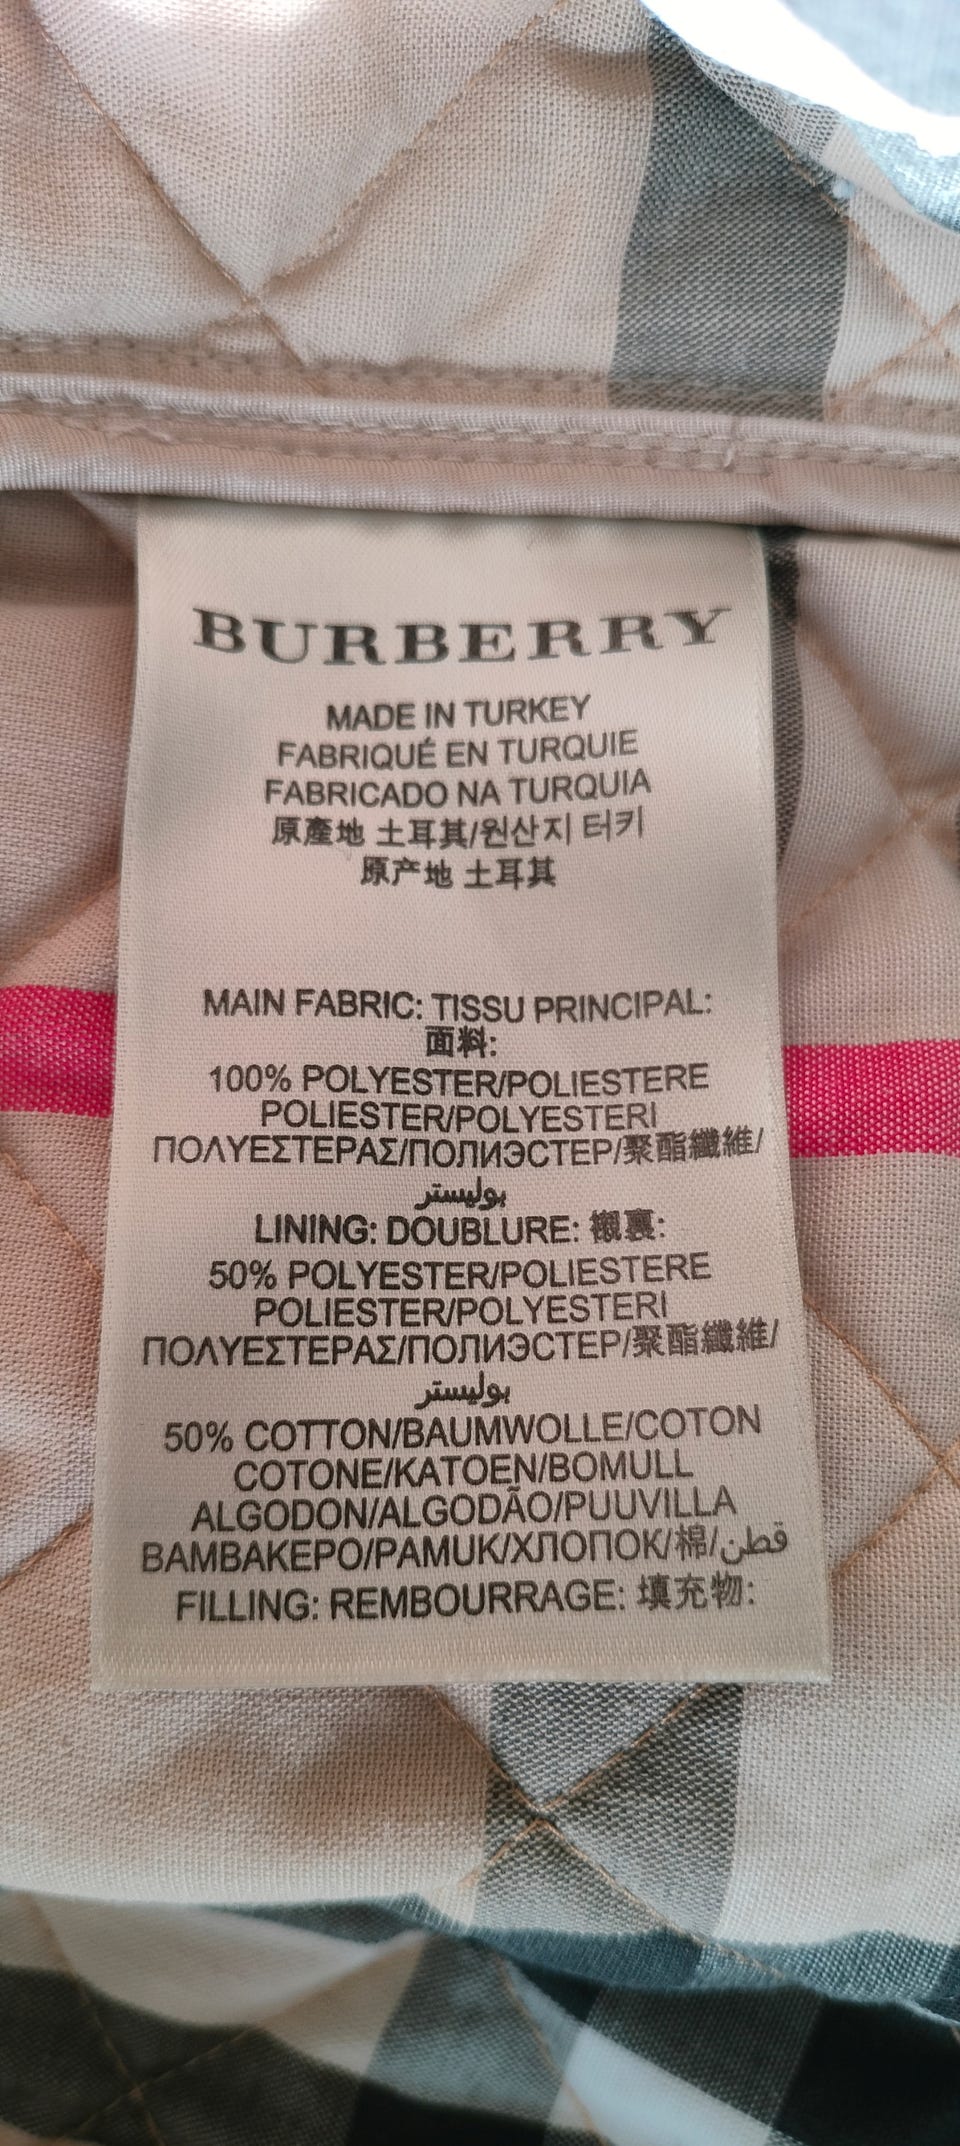 BURBERRY
MADE IN TURKEY
FABRIQUÉ EN TURQUIE
FABRICADO NA TURQUIA
原產地 土耳其/원산지 터키
原产地 土耳其
MAIN FABRIC: TISSU PRINCIPAL:
面料:
100% POLYESTER/POLIESTERE
POLIESTER/POLYESTERI
ΠΟΛΥΕΣΤΕΡΑΣ/ПОЛИЭСТЕР/聚酯纖維/
بوليستر
LINING: DOUBLURE: 襯裏:
50% POLYESTER/POLIESTERE
POLIESTER/POLYESTERI
ΠΟΛΥΕΣΤΕΡΑΣ/ПОЛИЭСТЕР/聚酯纖維/
بوليستر
50% COTTON/BAUMWOLLE/COTON
COTONE/KATOEN/BOMULL
ALGODON/ALGODÃO/PUUVILLA
ΒΑΜΒΑΚΕΡΟ/PAMUK/ХЛОПОК/棉/قطن
FILLING: REMBOURRAGE: 填充物: